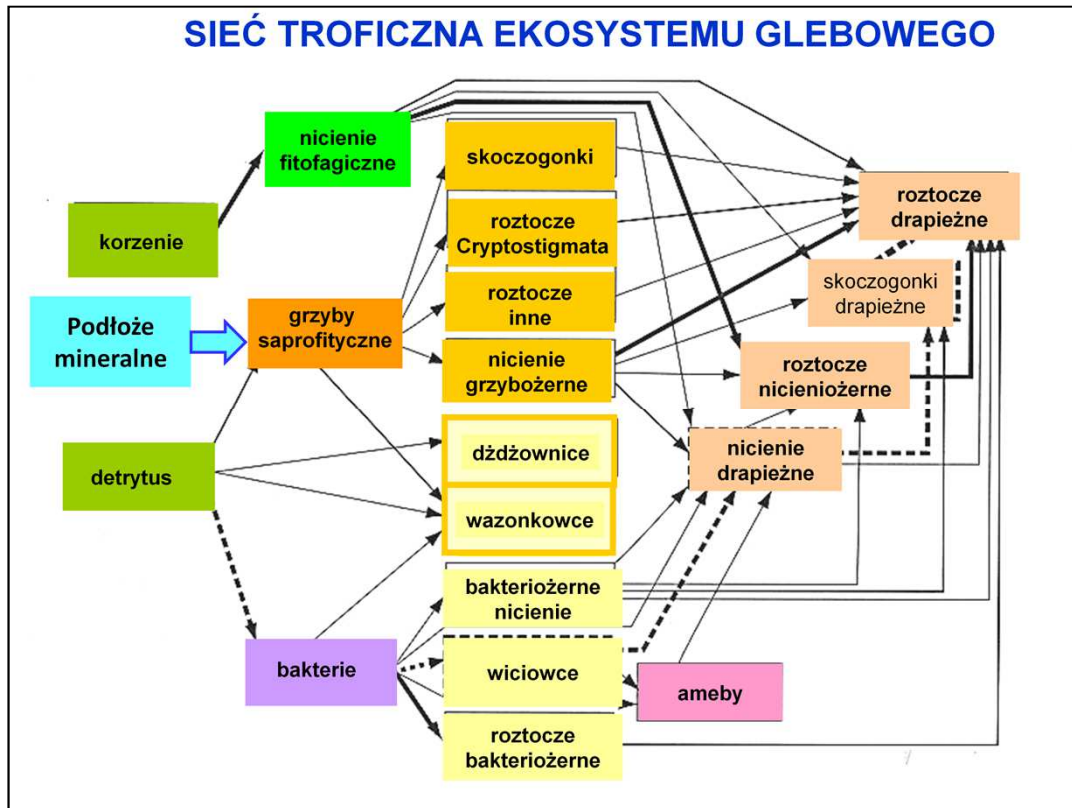 SIEĆ TROFICZNA EKOSYSTEMU GLEBOWEGO
nicienie
fitofagiczne
skoczogonki
roztocze
drapieżne
korzenie
roztocze
Cryptostigmata
skoczogonki
drapieżne
Podłoże
mineralne
grzyby
saprofityczne
roztocze
inne
nicienie
grzybożerne
roztocze
nicieniożerne
detrytus
dżdżownice
nicienie
drapieżne
wazonkowce
bakteriożerne
nicienie
bakterie
wiciowce
ameby
roztocze
bakteriożerne